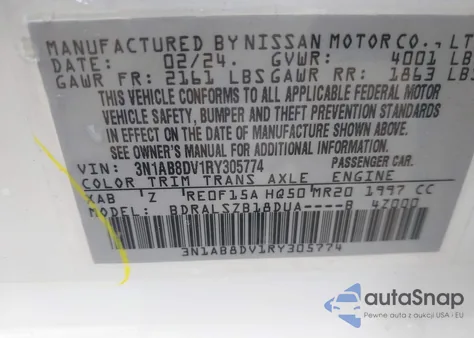 MANUFACTURED BY NISSAN MOTOR CO., LT
DATE: 02/24. GVWR: 4001 LB
GAWR FR: 2161 LBS GAWR RR: 1863 LB
THIS VEHICLE CONFORMS TO ALL APPLICABLE FEDERAL MOTOR
VEHICLE SAFETY, BUMPER AND THEFT PREVENTION STANDARDS
IN EFFECT ON THE DATE OF MANUFACTURE SHOWN ABOVE.
SEE OWNER'S MANUAL FOR ADDITIONAL INFORMATION
VIN: 3N1AB8DV1RY305774 PASSENGER CAR.
COLOR TRIM TRANS AXLE ENGINE
XAB Z RE0F15A HQ50 MR20 1997 CC
MODEL: BDRALSZB18DUA----B 4Z000
3N1AB8DV1RY305774
autoSnap
Pewne auta z aukcji USA i EU